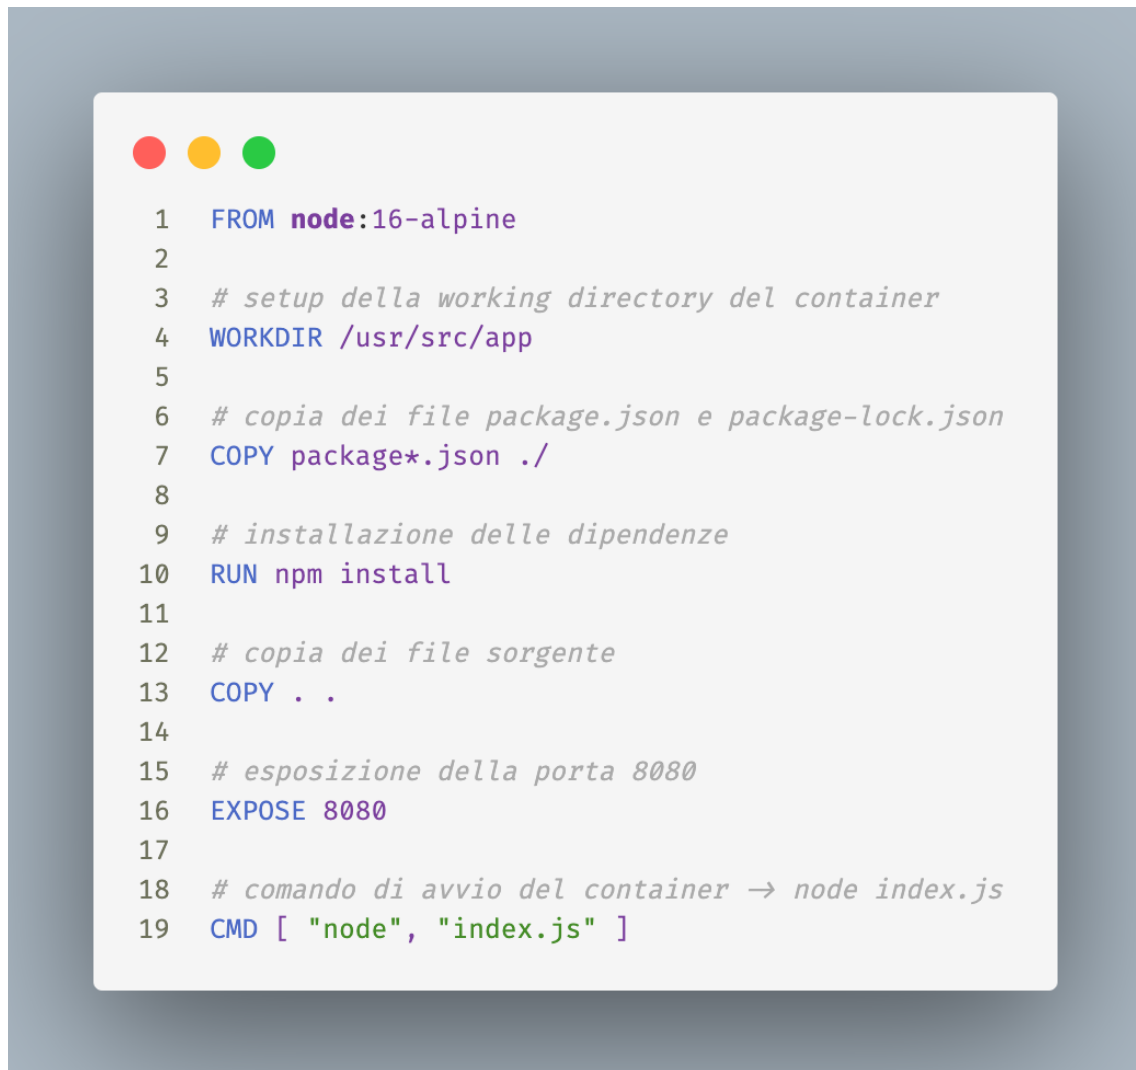 1 FROM node:16-alpine
2
3 # setup della working directory del container
4 WORKDIR /usr/src/app
5
6 # copia dei file package.json e package-lock.json
7 COPY package*.json ./
8
9 # installazione delle dipendenze
10 RUN npm install
11
12 # copia dei file sorgente
13 COPY . .
14
15 # esposizione della porta 8080
16 EXPOSE 8080
17
18 # comando di avvio del container → node index.js
19 CMD [ "node", "index.js" ]